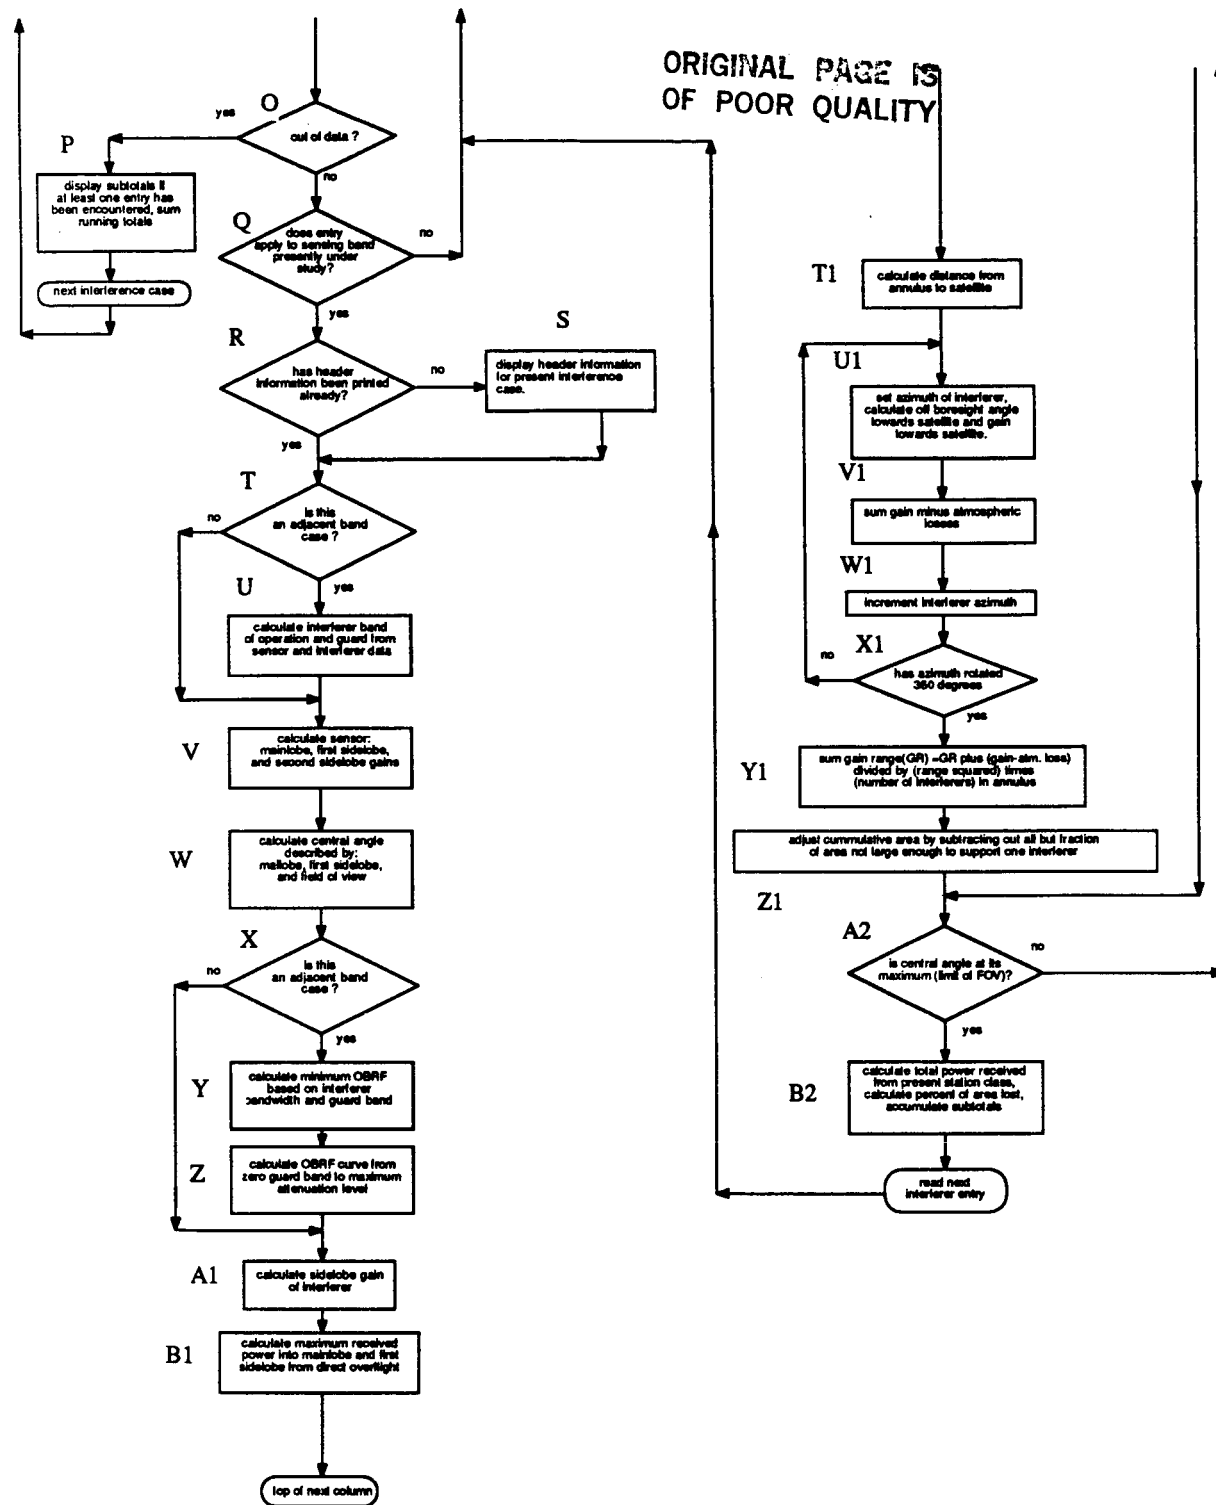 ORIGINAL PAGE IS
OF POOR QUALITY
O
yes
out of data ?
P
no
display subtotals if
at least one entry has
been encountered, sum
running totals
next interference case
Q
does entry
apply to sensing band
presently under
study?
no
yes
R
has header
information been printed
already?
no
S
display header information
for present interference
case.
yes
T
is this
an adjacent band
case ?
no
U
yes
calculate interferer band
of operation and guard from
sensor and interferer data
V
calculate sensor:
mainlobe, first sidelobe,
and second sidelobe gains
W
calculate central angle
described by:
mailobe, first sidelobe,
and field of view
X
is this
an adjacent band
case ?
no
yes
Y
calculate minimum OBRF
based on interferer
bandwidth and guard band
Z
calculate OBRF curve from
zero guard band to maximum
attenuation level
A1
calculate sidelobe gain
of interferer
B1
calculate maximum received
power into mainlobe and first
sidelobe from direct overflight
top of next column
T1
calculate distance from
annulus to satellite
U1
set azimuth of interferer,
calculate off boresight angle
towards satellite and gain
towards satellite.
V1
sum gain minus atmospheric
losses
W1
increment interferer azimuth
X1
no
has azimuth rotated
360 degrees
yes
Y1
sum gain range(GR) =GR plus (gain-atm. loss)
divided by (range squared) times
(number of interferers) in annulus
adjust cummulative area by subtracting out all but fraction
of area not large enough to support one interferer
Z1
A2
no
is central angle at its
maximum (limit of FOV)?
yes
B2
calculate total power received
from present station class,
calculate percent of area lost,
accumulate subtotals
read next
interferer entry